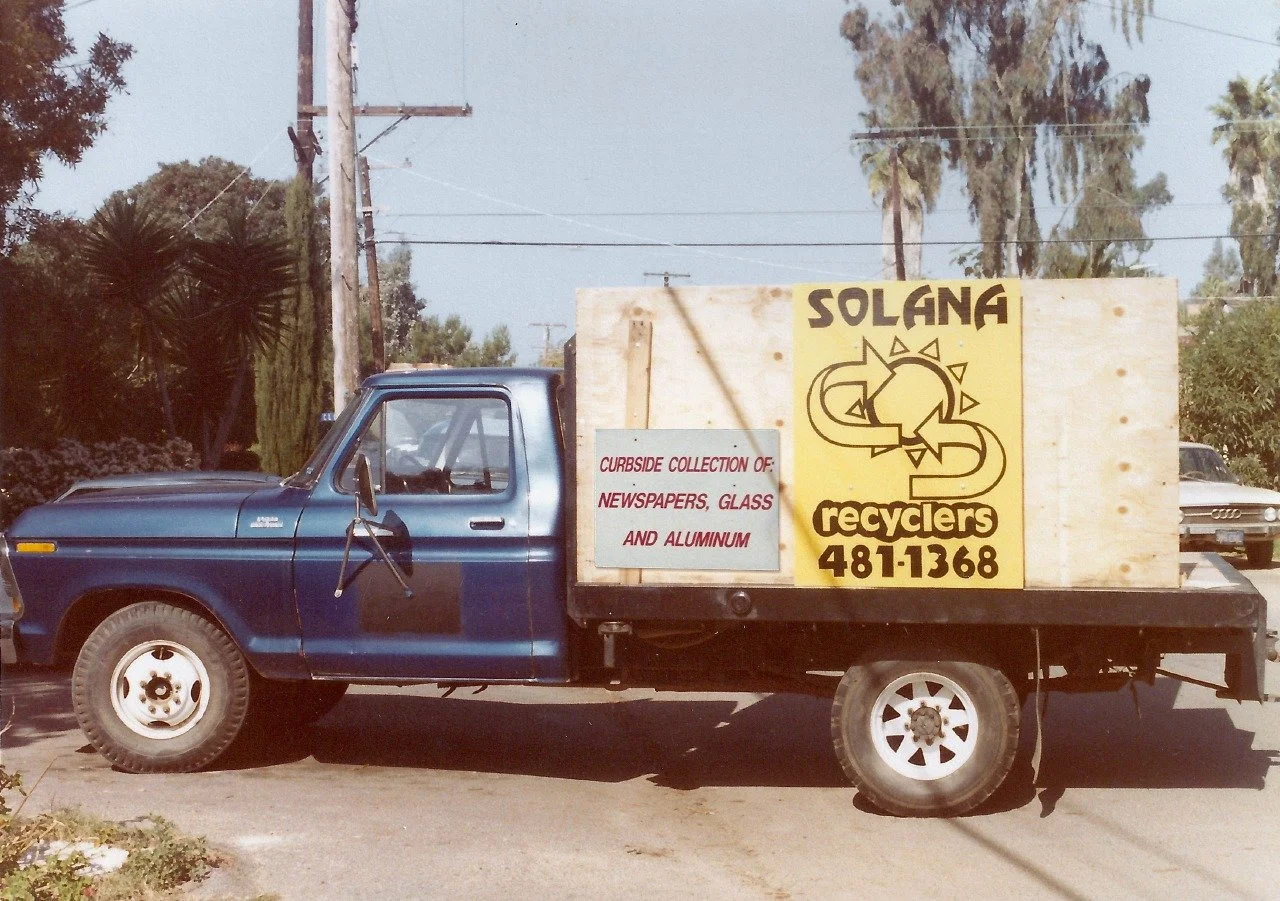 CURBSIDE COLLECTION OF:
NEWSPAPERS, GLASS
AND ALUMINUM
SOLANA
recyclers
481-1368